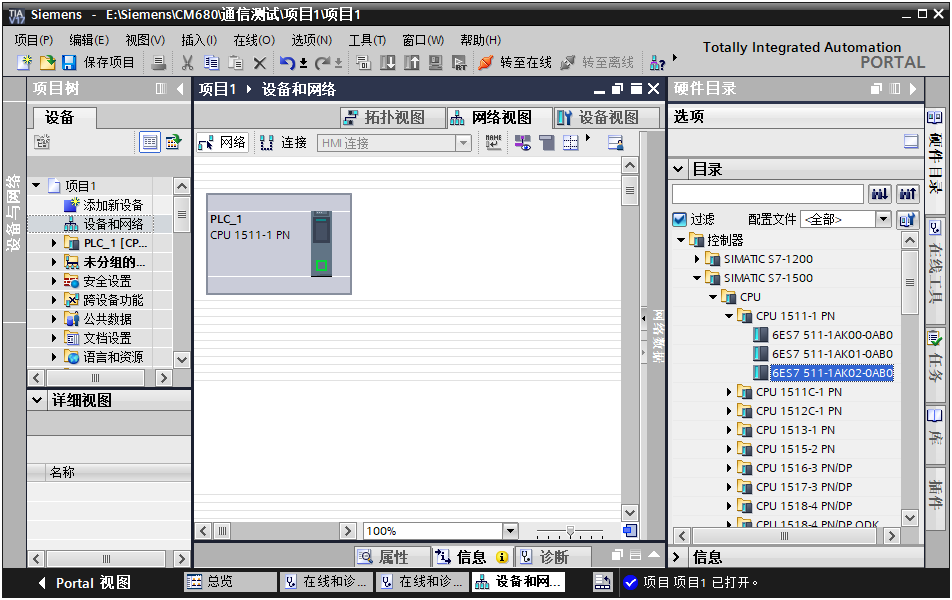 Siemens - E:\Siemens\CM680\通信测试\项目1\项目1
项目(P) 编辑(E) 视图(V) 插入(I) 在线(O) 选项(N) 工具(T) 窗口(W) 帮助(H)
Totally Integrated Automation
PORTAL
保存项目 转至在线 转至离线
项目树
设备
设备与网络
项目1
添加新设备
设备和网络
PLC_1 [CP...
未分组的...
安全设置
跨设备功能
公共数据
文档设置
语言和资源
详细视图
名称
项目1 设备和网络
拓扑视图 网络视图 设备视图
网络 连接 HMI 连接
PLC_1
CPU 1511-1 PN
网络数据
100%
属性 信息 诊断
硬件目录
选项
目录
过滤 配置文件 <全部>
控制器
SIMATIC S7-1200
SIMATIC S7-1500
CPU
CPU 1511-1 PN
6ES7 511-1AK00-0AB0
6ES7 511-1AK01-0AB0
6ES7 511-1AK02-0AB0
CPU 1511C-1 PN
CPU 1512C-1 PN
CPU 1513-1 PN
CPU 1515-2 PN
CPU 1516-3 PN/DP
CPU 1517-3 PN/DP
CPU 1518-4 PN/DP
CPU 1518-4 PN/DP ODK
信息
硬件目录
在线工具
任务
库
插件
Portal 视图
总览
在线和诊...
在线和诊...
设备和网...
项目 项目1 已打开。